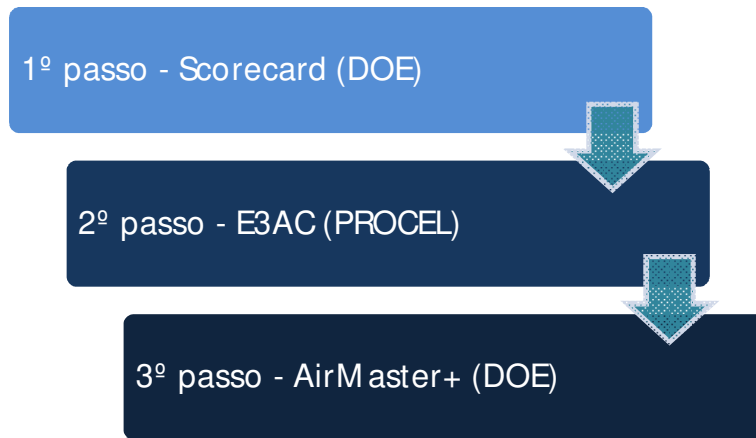 1º passo - Scorecard (DOE)
2º passo - E3AC (PROCEL)
3º passo - AirMaster+ (DOE)